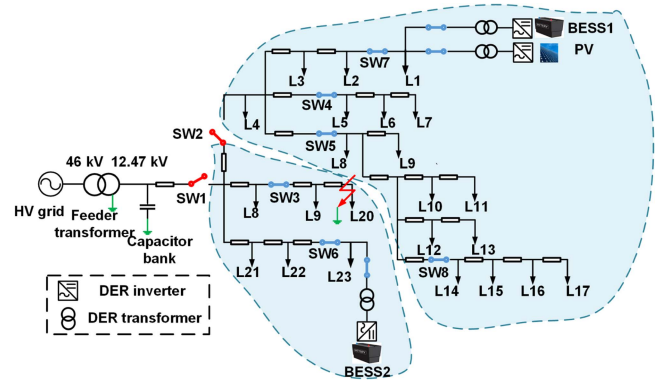 BESS1
PV
SW7
L3
L2
L1
SW4
L4
L5
L6
L7
SW2
SW5
L8
L9
46 kV 12.47 kV
SW1
SW3
HV grid
Feeder
transformer
Capacitor
bank
L8
L9
L20
L10
L11
L12
L13
SW6
SW8
L21
L22
L23
L14
L15
L16
L17
DER inverter
DER transformer
BESS2